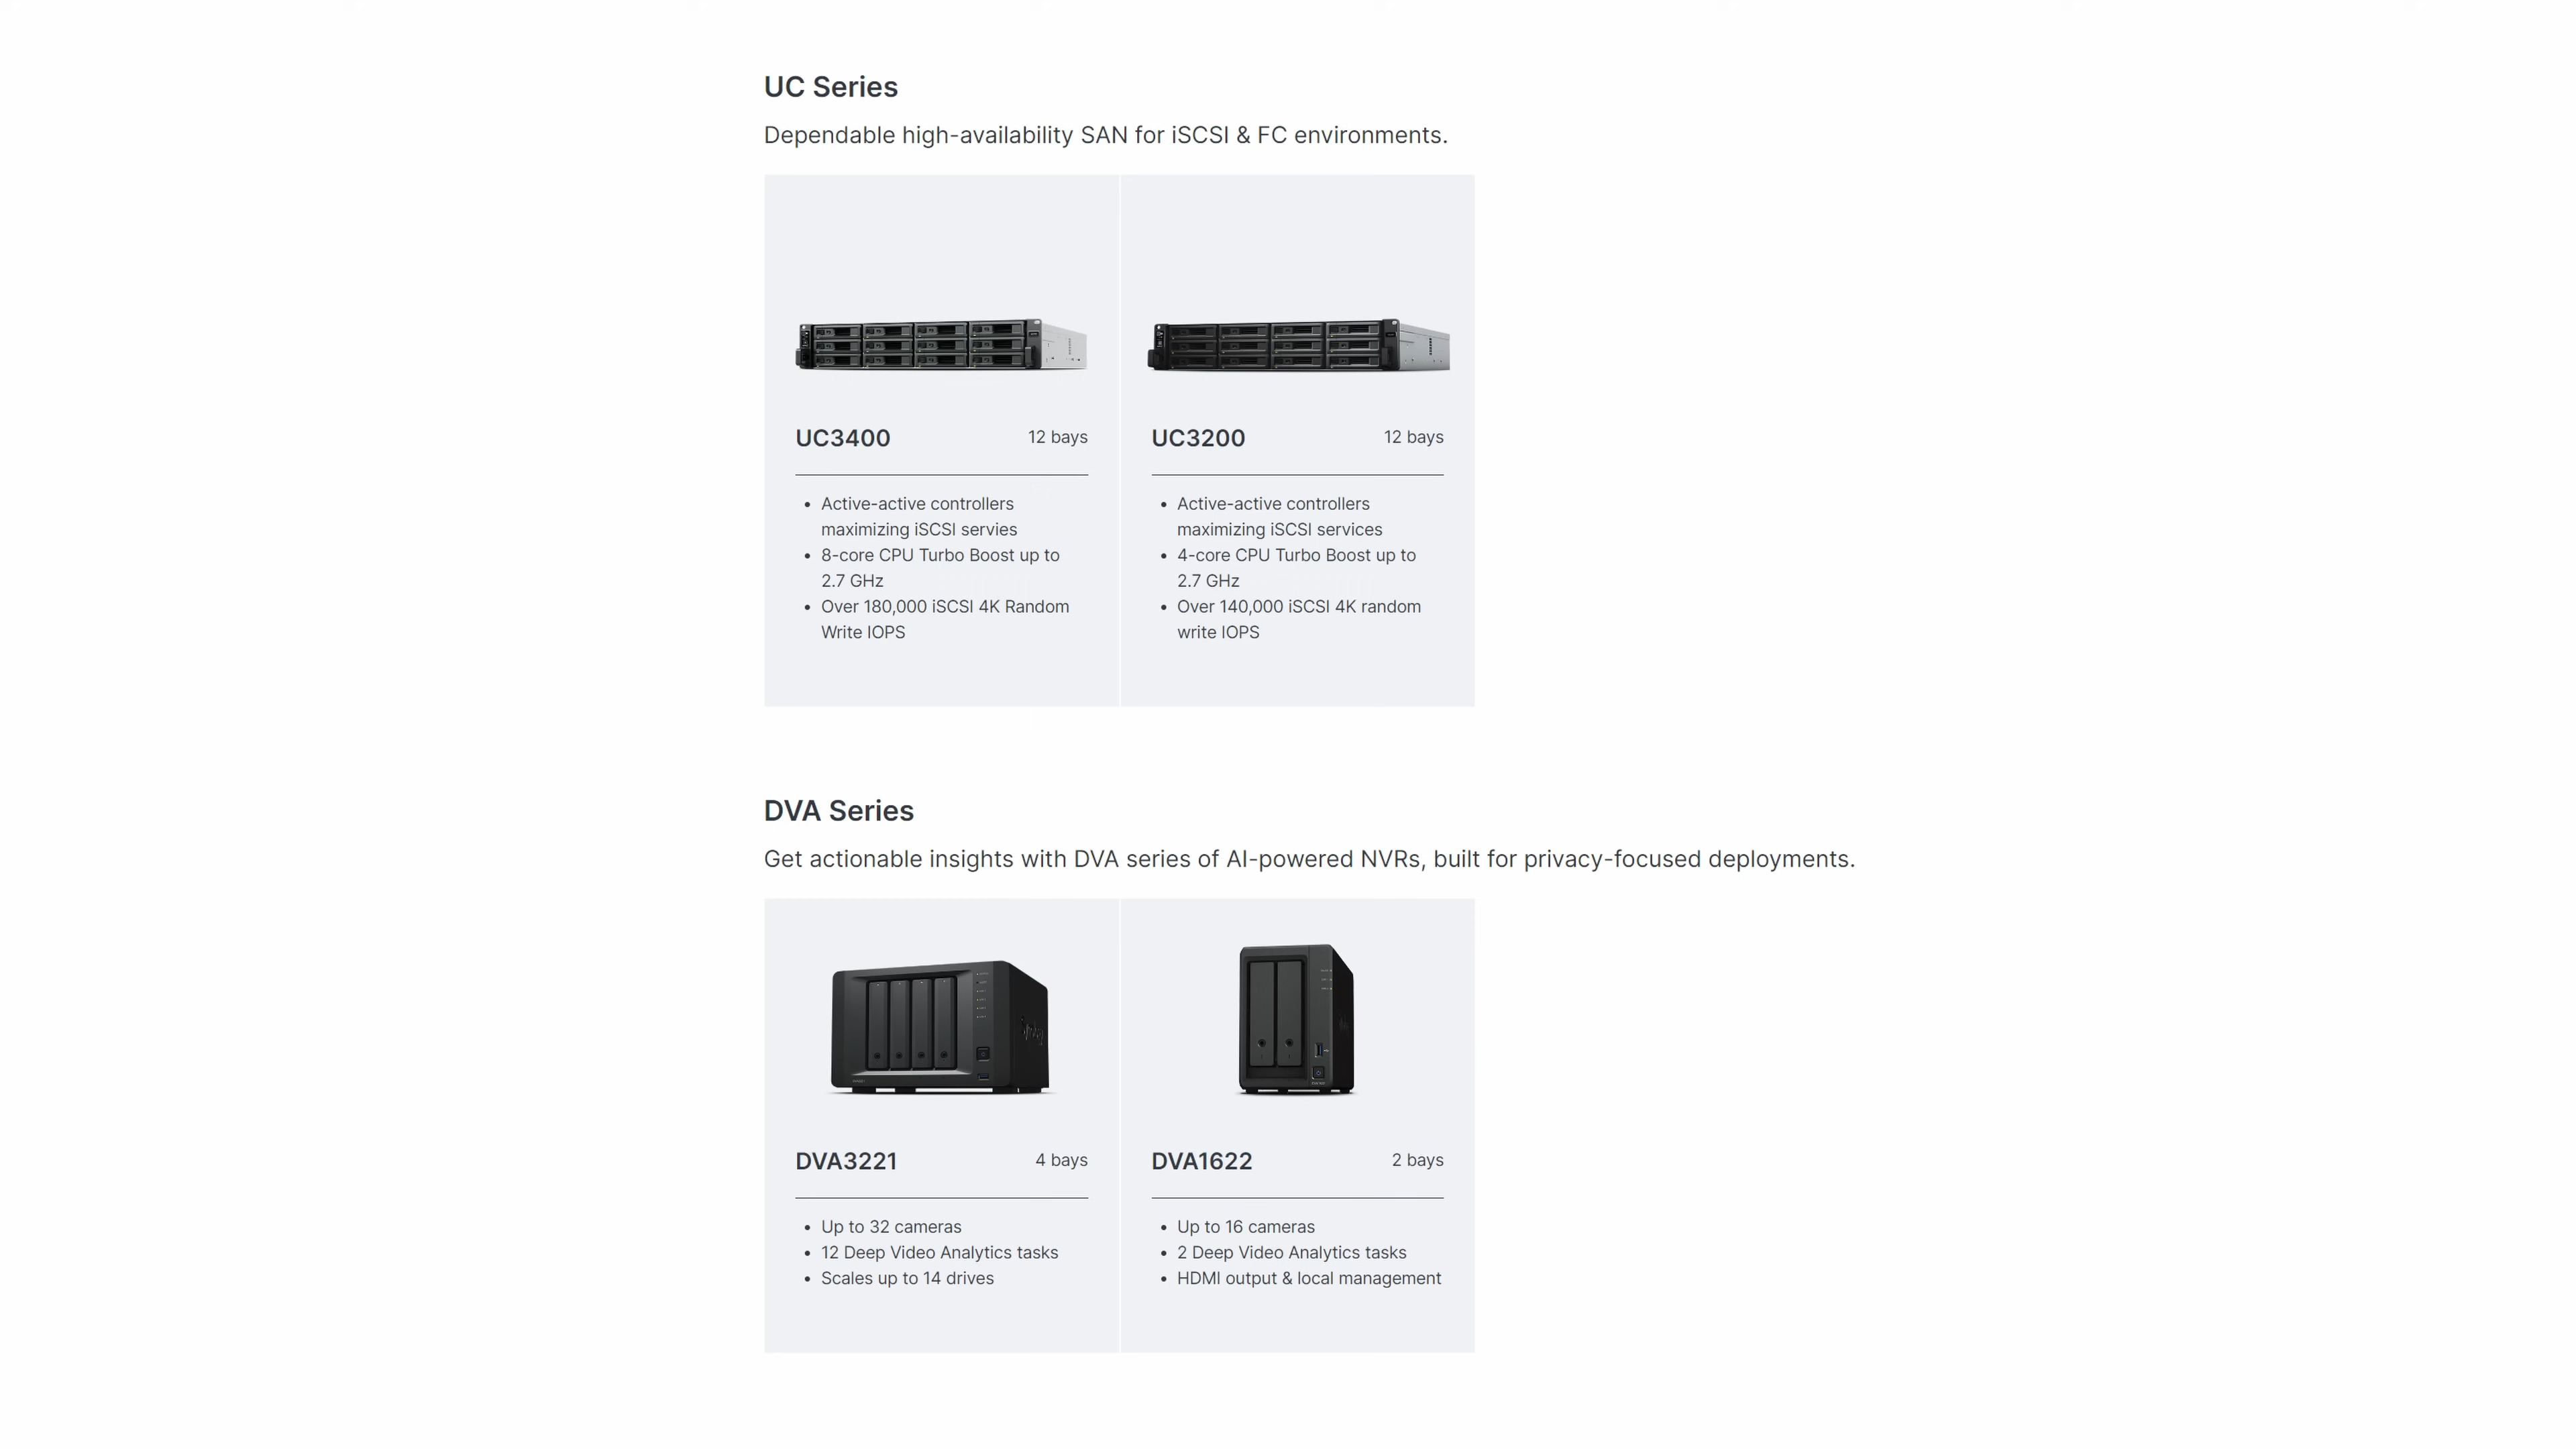 UC Series
Dependable high-availability SAN for iSCSI & FC environments.
UC3400
12 bays
Active-active controllers
maximizing iSCSI servies
8-core CPU Turbo Boost up to
2.7 GHz
Over 180,000 iSCSI 4K Random
Write IOPS
UC3200
12 bays
Active-active controllers
maximizing iSCSI services
4-core CPU Turbo Boost up to
2.7 GHz
Over 140,000 iSCSI 4K random
write IOPS
DVA Series
Get actionable insights with DVA series of AI-powered NVRs, built for privacy-focused deployments.
DVA3221
4 bays
Up to 32 cameras
12 Deep Video Analytics tasks
Scales up to 14 drives
DVA1622
2 bays
Up to 16 cameras
2 Deep Video Analytics tasks
HDMI output & local management